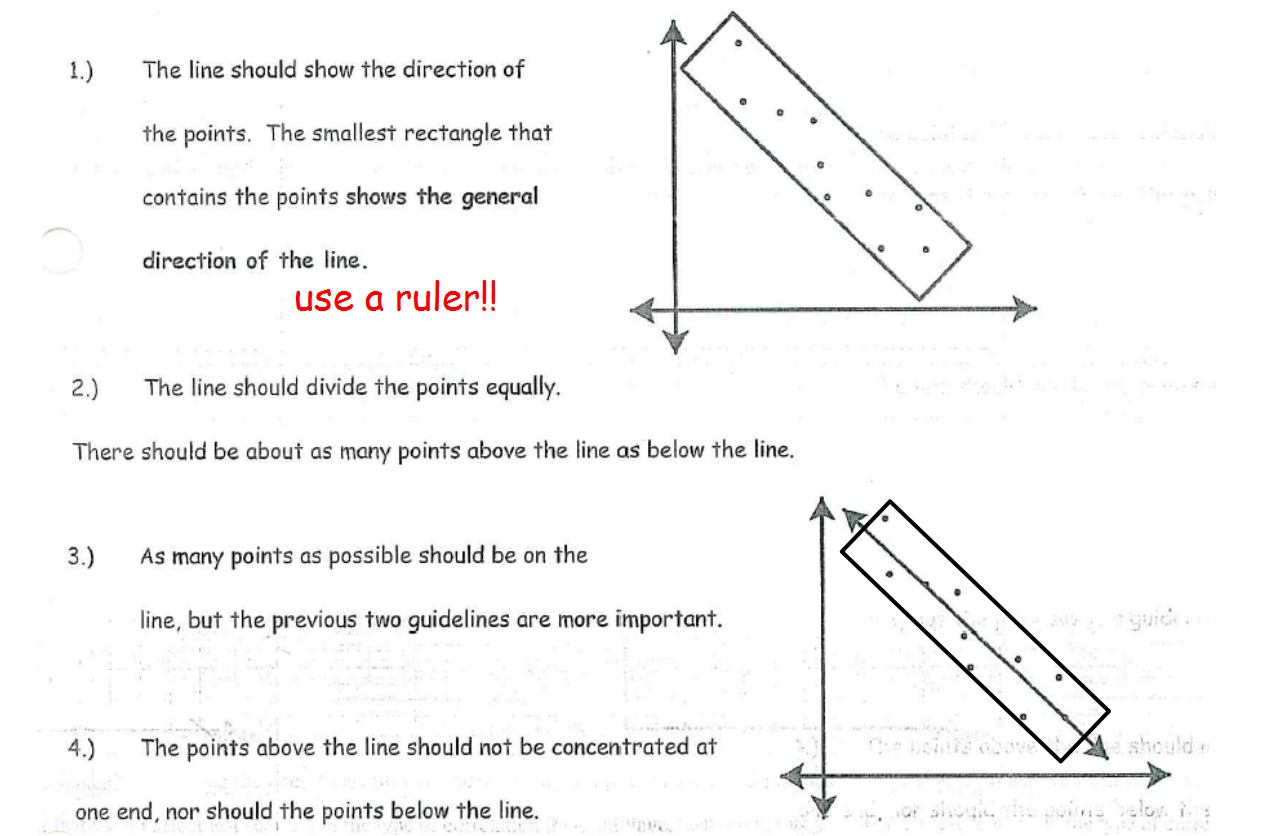 1.) The line should show the direction of
the points. The smallest rectangle that
contains the points shows the general
direction of the line.
use a ruler!!
2.) The line should divide the points equally.
There should be about as many points above the line as below the line.
3.) As many points as possible should be on the
line, but the previous two guidelines are more important.
4.) The points above the line should not be concentrated at
one end, nor should the points below the line.